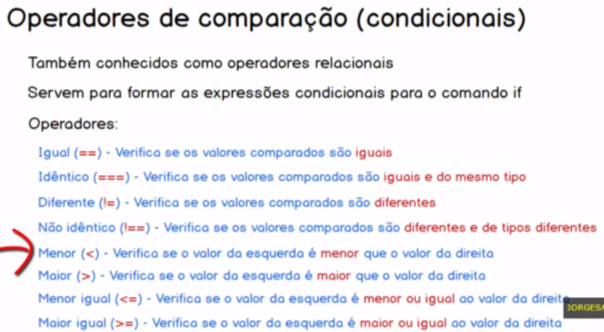 Operadores de comparação (condicionais)
Também conhecidos como operadores relacionais
Servem para formar as expressões condicionais para o comando if
Operadores:
Igual (==) - Verifica se os valores comparados são iguais
Idêntico (===) - Verifica se os valores comparados são iguais e do mesmo tipo
Diferente (!=) - Verifica se os valores comparados são diferentes
Não idêntico (!==) - Verifica se os valores comparados são diferentes e de tipos diferentes
Menor (<) - Verifica se o valor da esquerda é menor que o valor da direita
Maior (>) - Verifica se o valor da esquerda é maior que o valor da direita
Menor igual (<=) - Verifica se o valor da esquerda é menor ou igual ao valor da direita
Maior igual (>=) - Verifica se o valor da esquerda é maior ou igual ao valor da direita